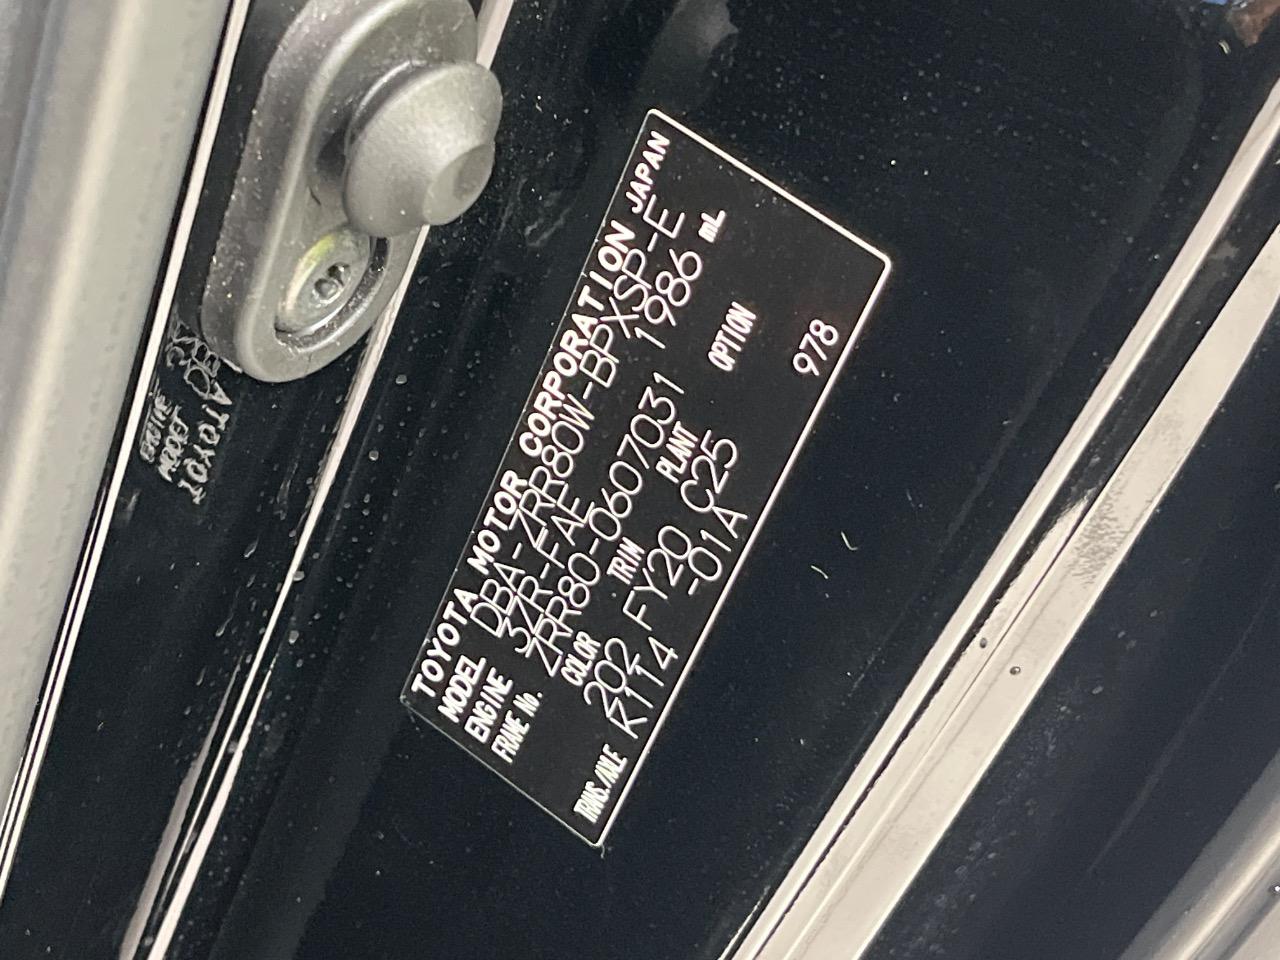 TOYOTA MOTOR CORPORATION JAPAN
MODEL DBA-ZRR80W-BPXSP-E
ENGINE 3ZR-FAE 1986 mL
FRAME No. ZRR80-0607031
COLOR TRIM PLANT OPTION
202 FY20 C25
TRANS./AXLE R114 -01A 978